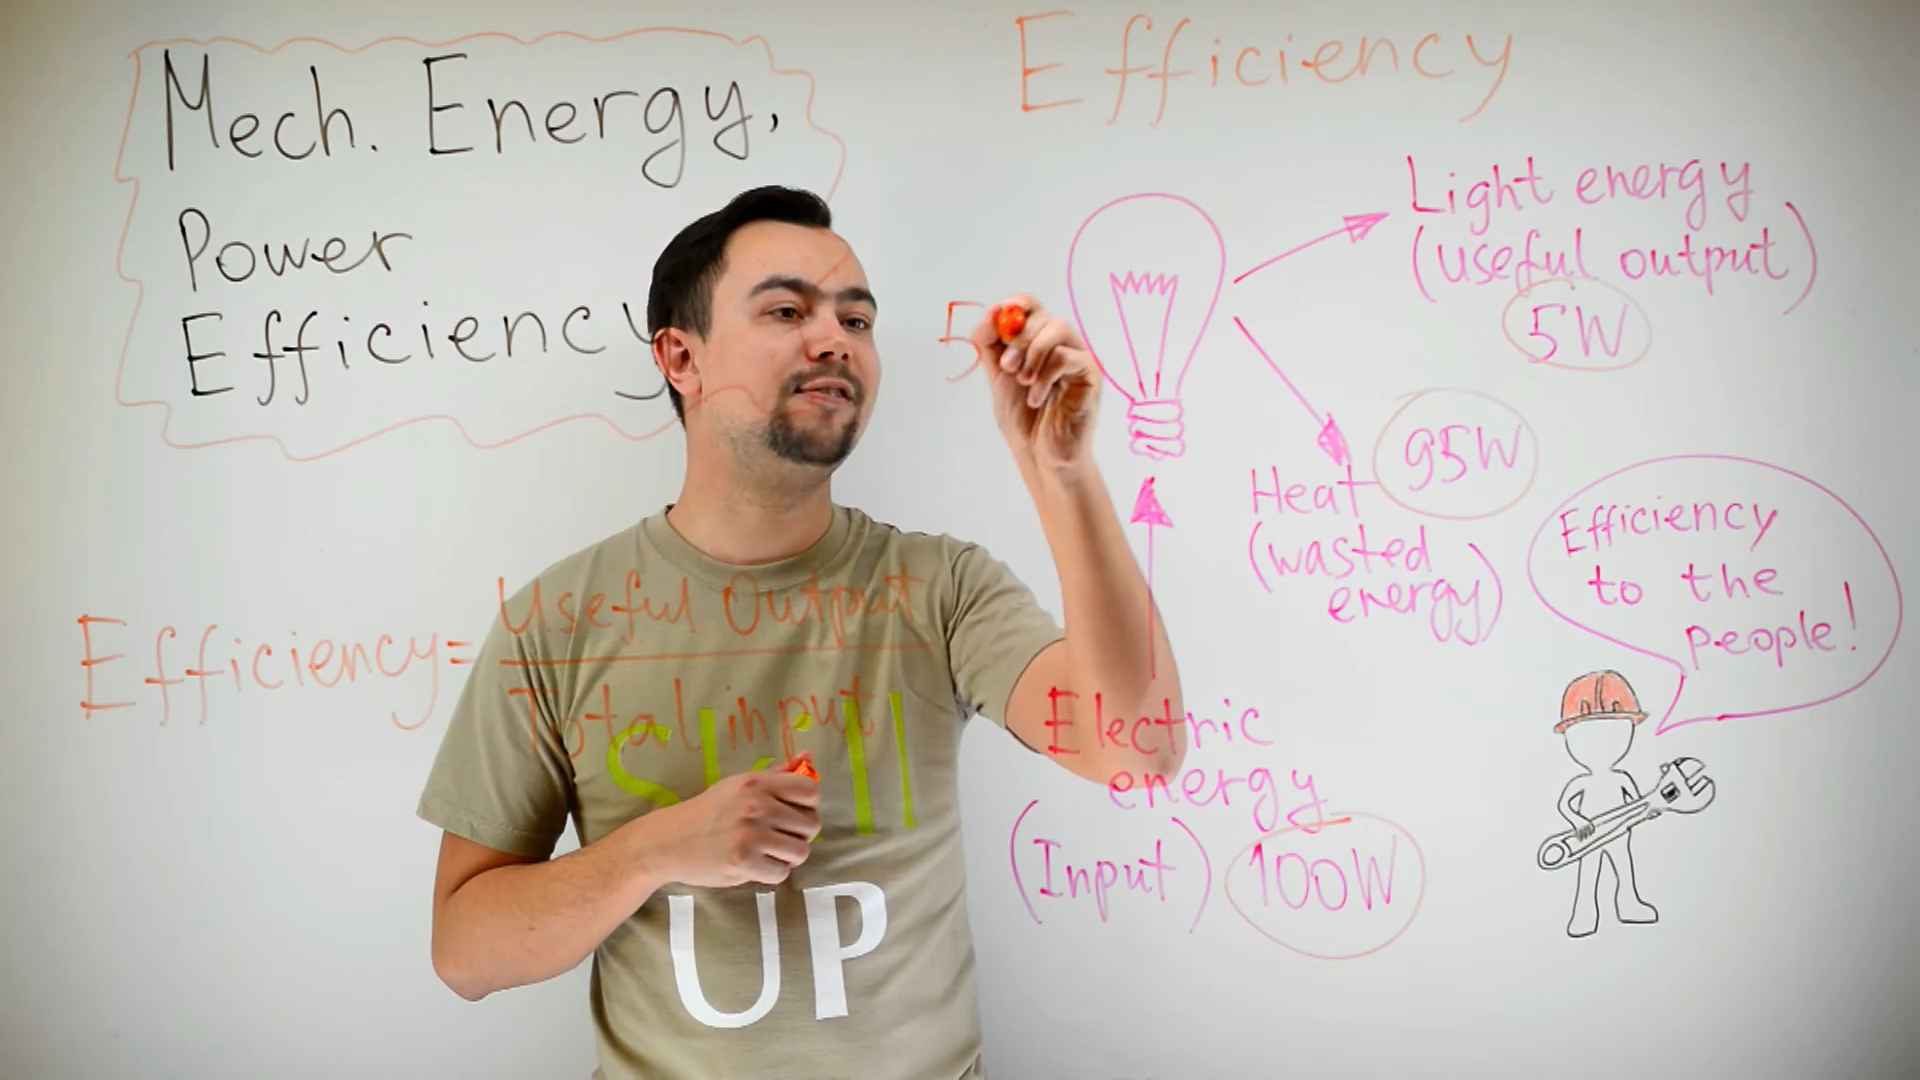 Mech. Energy,
Power
Efficiency
Efficiency
Light energy
(useful output)
5W
5
95W
Heat
(wasted
energy)
Efficiency
to the
people!
Efficiency = Useful Output
Total input
Electric
energy
(Input) 100W
Skill
UP